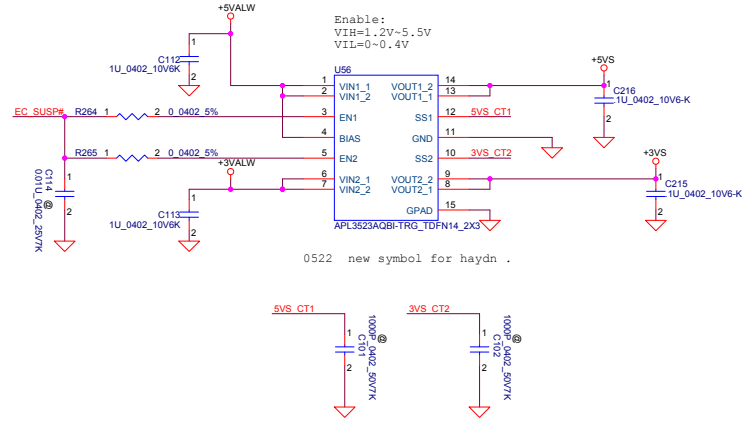 +5VALW
Enable:
VIH=1.2V~5.5V
VIL=0~0.4V
1
C112
1U_0402_10V6K
2
U56
+5VS
1
C216
.1U_0402_10V6-K
2
1 VIN1_1 VOUT1_2 14
2 VIN1_2 VOUT1_1 13
EC_SUSP# R264 1 2 0_0402_5% 3 EN1 SS1 12 5VS_CT1
4 BIAS GND 11
R265 1 2 0_0402_5% 5 EN2 SS2 10 3VS_CT2
+3VALW
+3VS
6 VIN2_1 VOUT2_2 9
7 VIN2_2 VOUT2_1 8
GPAD 15
1
C114
0.01U_0402_25V7K
@
2
1
C113
1U_0402_10V6K
2
1
C215
.1U_0402_10V6-K
2
APL3523AQBI-TRG_TDFN14_2X3
0522 new symbol for haydn .
5VS_CT1
1
C101
1000P_0402_50V7K
@
2
3VS_CT2
1
C102
1000P_0402_50V7K
@
2